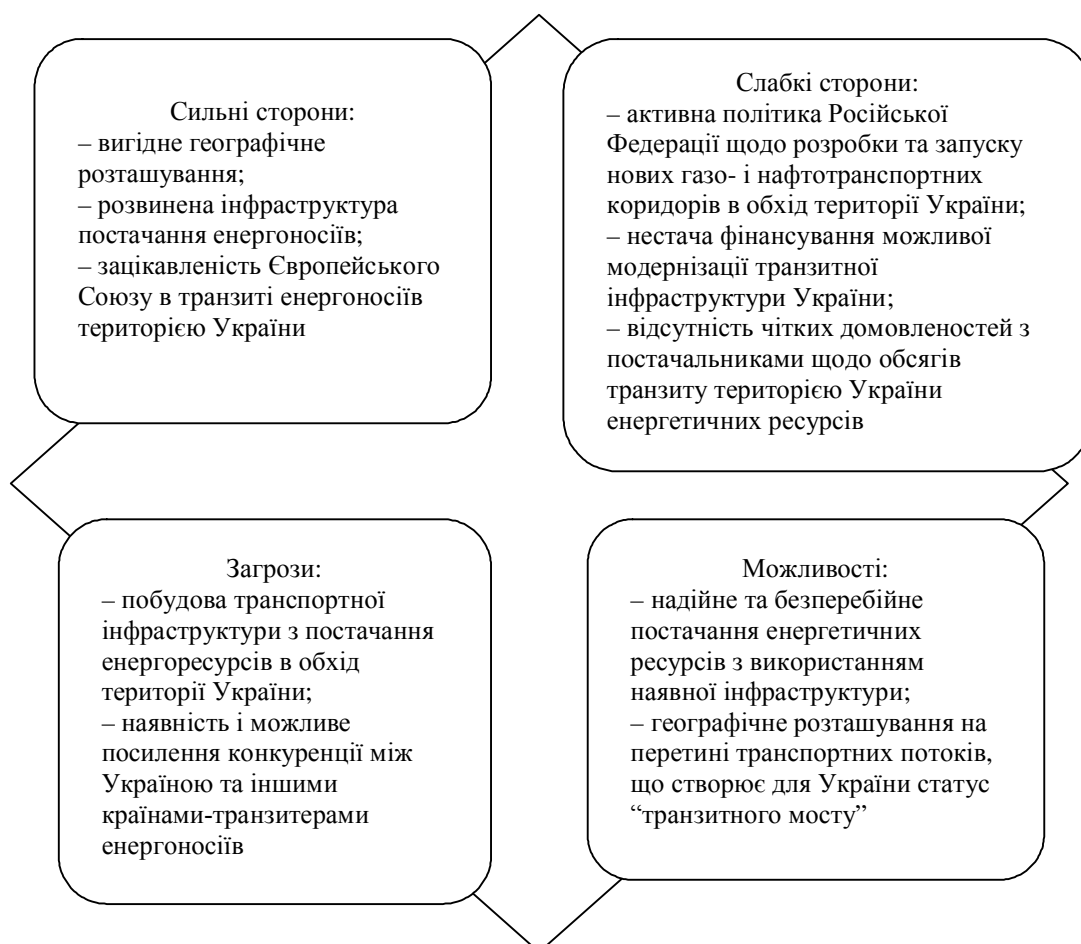 Сильні сторони:
– вигідне географічне
розташування;
– розвинена інфраструктура
постачання енергоносіїв;
– зацікавленість Європейського
Союзу в транзиті енергоносіїв
територією України
Слабкі сторони:
– активна політика Російської
Федерації щодо розробки та запуску
нових газо- і нафтотранспортних
коридорів в обхід території України;
– нестача фінансування можливої
модернізації транзитної
інфраструктури України;
– відсутність чітких домовленостей з
постачальниками щодо обсягів
транзиту територією України
енергетичних ресурсів
Загрози:
– побудова транспортної
інфраструктури з постачання
енергоресурсів в обхід
території України;
– наявність і можливе
посилення конкуренції між
Україною та іншими
країнами-транзитерами
енергоносіїв
Можливості:
– надійне та безперебійне
постачання енергетичних
ресурсів з використанням
наявної інфраструктури;
– географічне розташування на
перетині транспортних потоків,
що створює для України статус
“транзитного мосту”